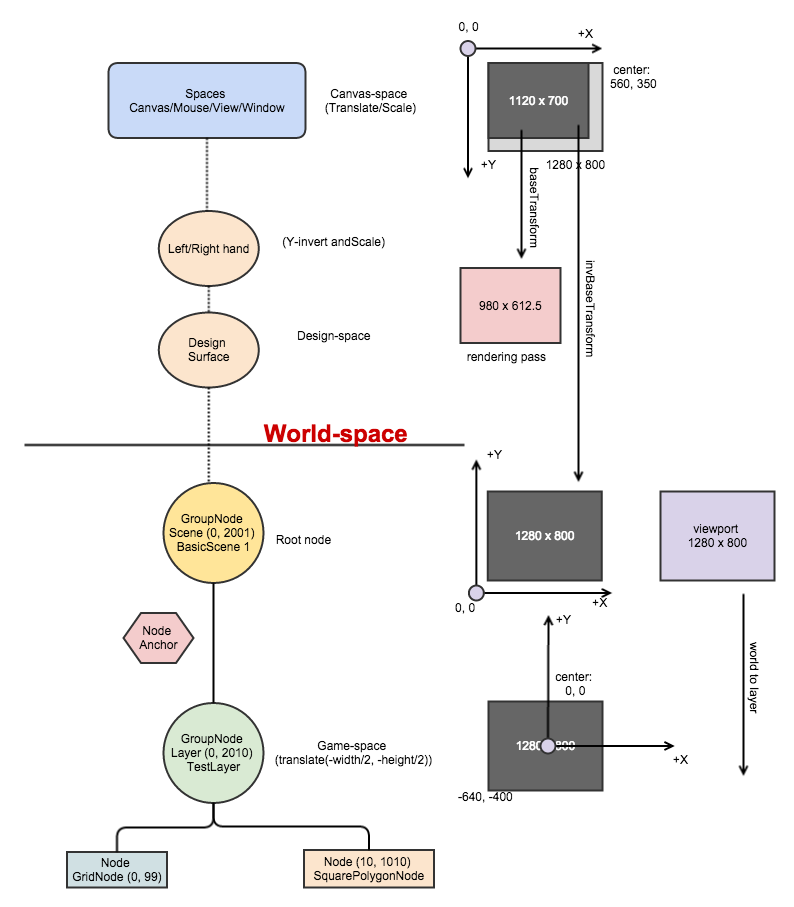 0, 0
+X
center:
560, 350
Spaces
Canvas/Mouse/View/Window
Canvas-space
(Translate/Scale)
1120 x 700
+Y
1280 x 800
baseTransform
Left/Right hand
(Y-invert andScale)
invBaseTransform
980 x 612.5
rendering pass
Design
Surface
Design-space
World-space
+Y
GroupNode
Scene (0, 2001)
BasicScene 1
Root node
1280 x 800
viewport
1280 x 800
0, 0
+X
Node
Anchor
+Y
world to layer
center:
0, 0
GroupNode
Layer (0, 2010)
TestLayer
Game-space
(translate(-width/2, -height/2))
1280 x 800
+X
-640, -400
Node
GridNode (0, 99)
Node (10, 1010)
SquarePolygonNode